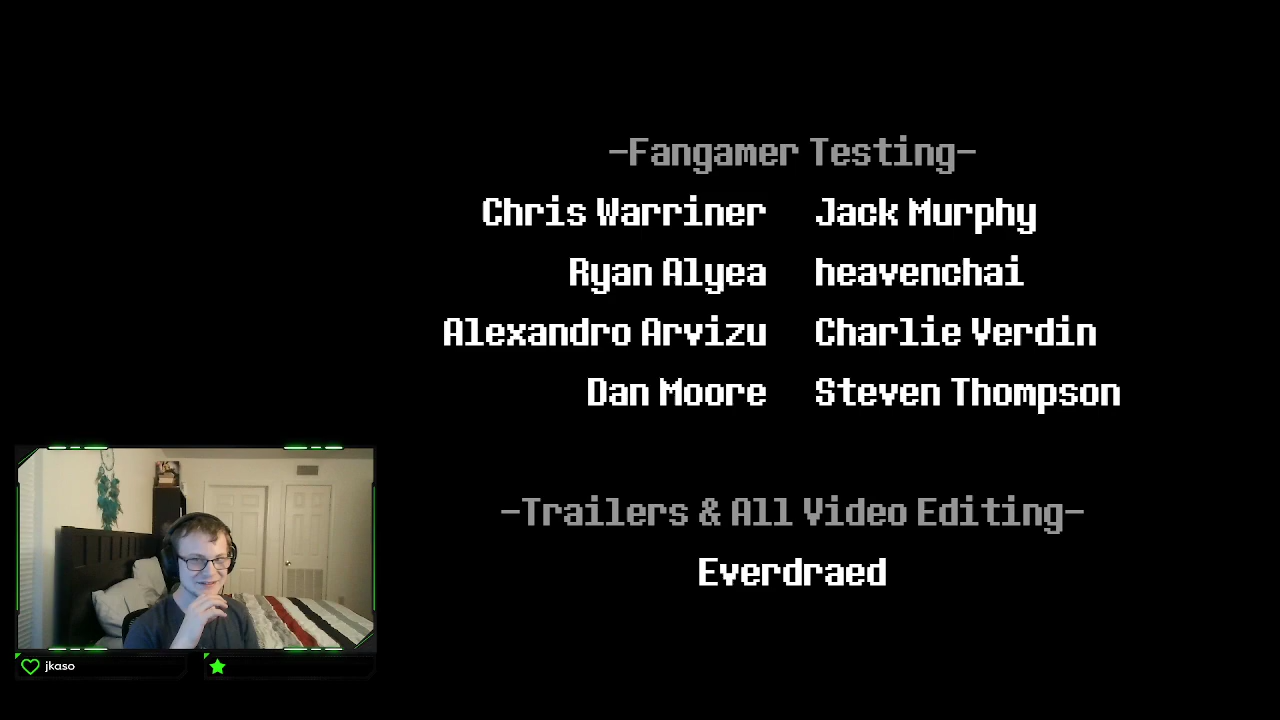 -Fangamer Testing-
Chris Warriner Jack Murphy
Ryan Alyea heavenchai
Alexandro Arvizu Charlie Verdin
Dan Moore Steven Thompson
-Trailers & All Video Editing-
Everdraed
jkaso